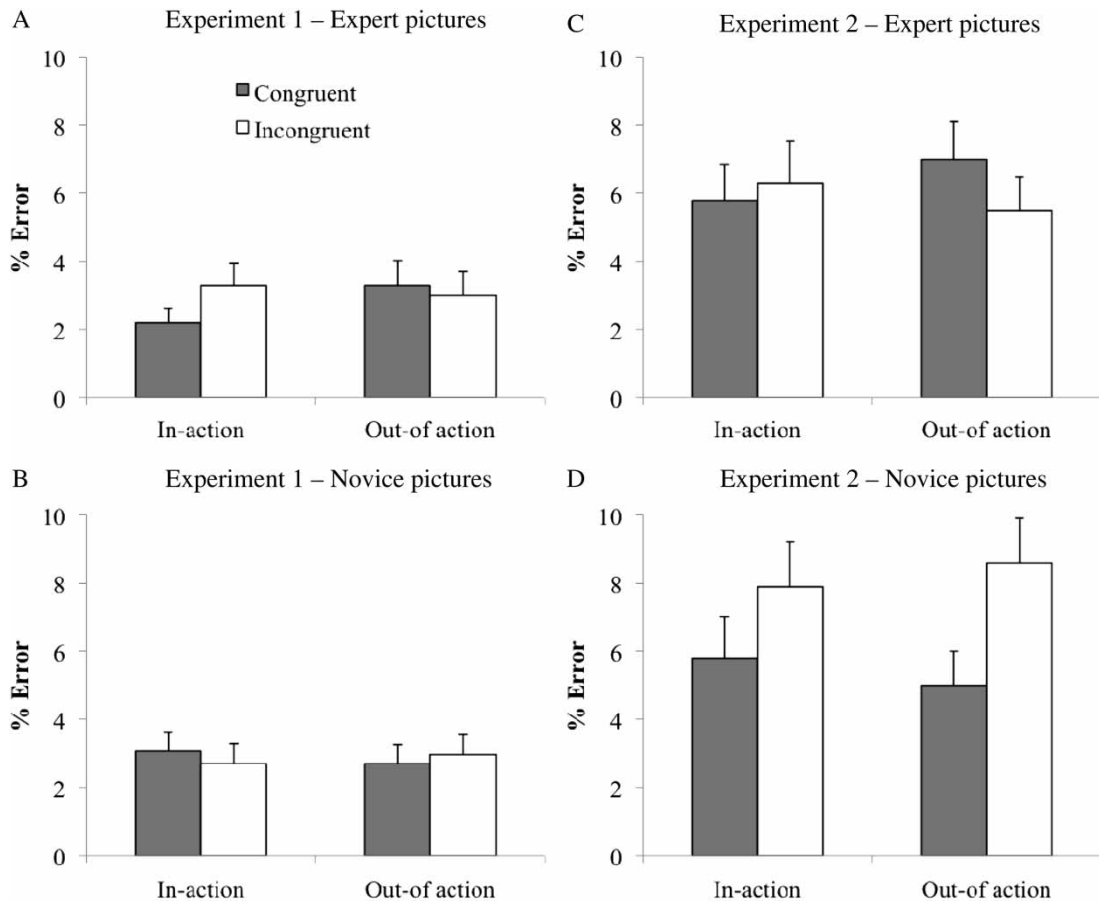 A
Experiment 1 – Expert pictures
% Error
10
8
6
4
2
0
Congruent
Incongruent
In-action
Out-of action
B
Experiment 1 – Novice pictures
% Error
10
8
6
4
2
0
In-action
Out-of action
C
Experiment 2 – Expert pictures
% Error
10
8
6
4
2
0
In-action
Out-of action
D
Experiment 2 – Novice pictures
% Error
10
8
6
4
2
0
In-action
Out-of action